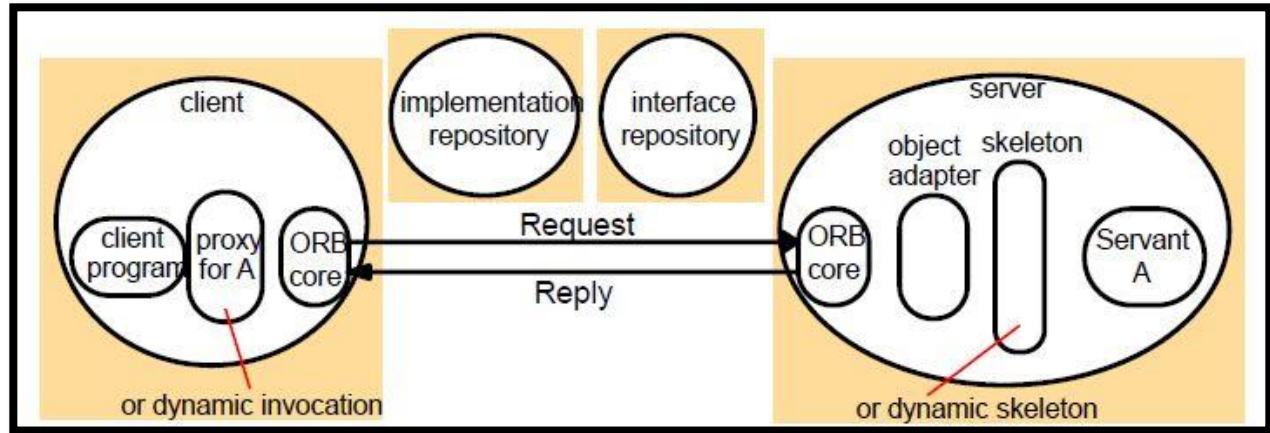 client
client
program
proxy
for A
ORB
core
or dynamic invocation
implementation
repository
interface
repository
Request
Reply
server
object
adapter
skeleton
ORB
core
Servant
A
or dynamic skeleton